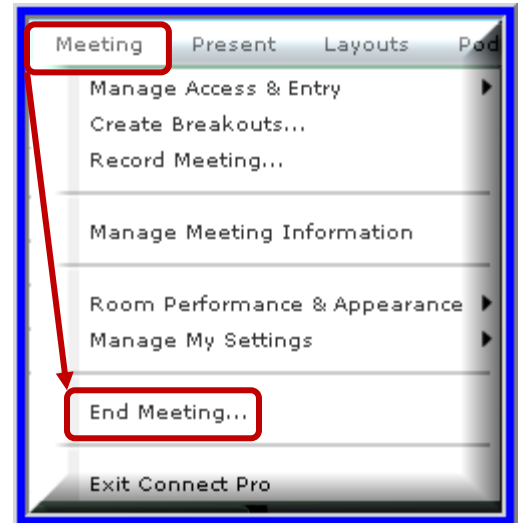 Meeting Present Layouts Pod
Manage Access & Entry
Create Breakouts...
Record Meeting...
Manage Meeting Information
Room Performance & Appearance
Manage My Settings
End Meeting...
Exit Connect Pro